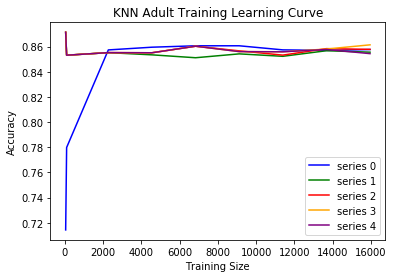 KNN Adult Training Learning Curve
Accuracy
0.86
0.84
0.82
0.80
0.78
0.76
0.74
0.72
series 0
series 1
series 2
series 3
series 4
0 2000 4000 6000 8000 10000 12000 14000 16000
Training Size